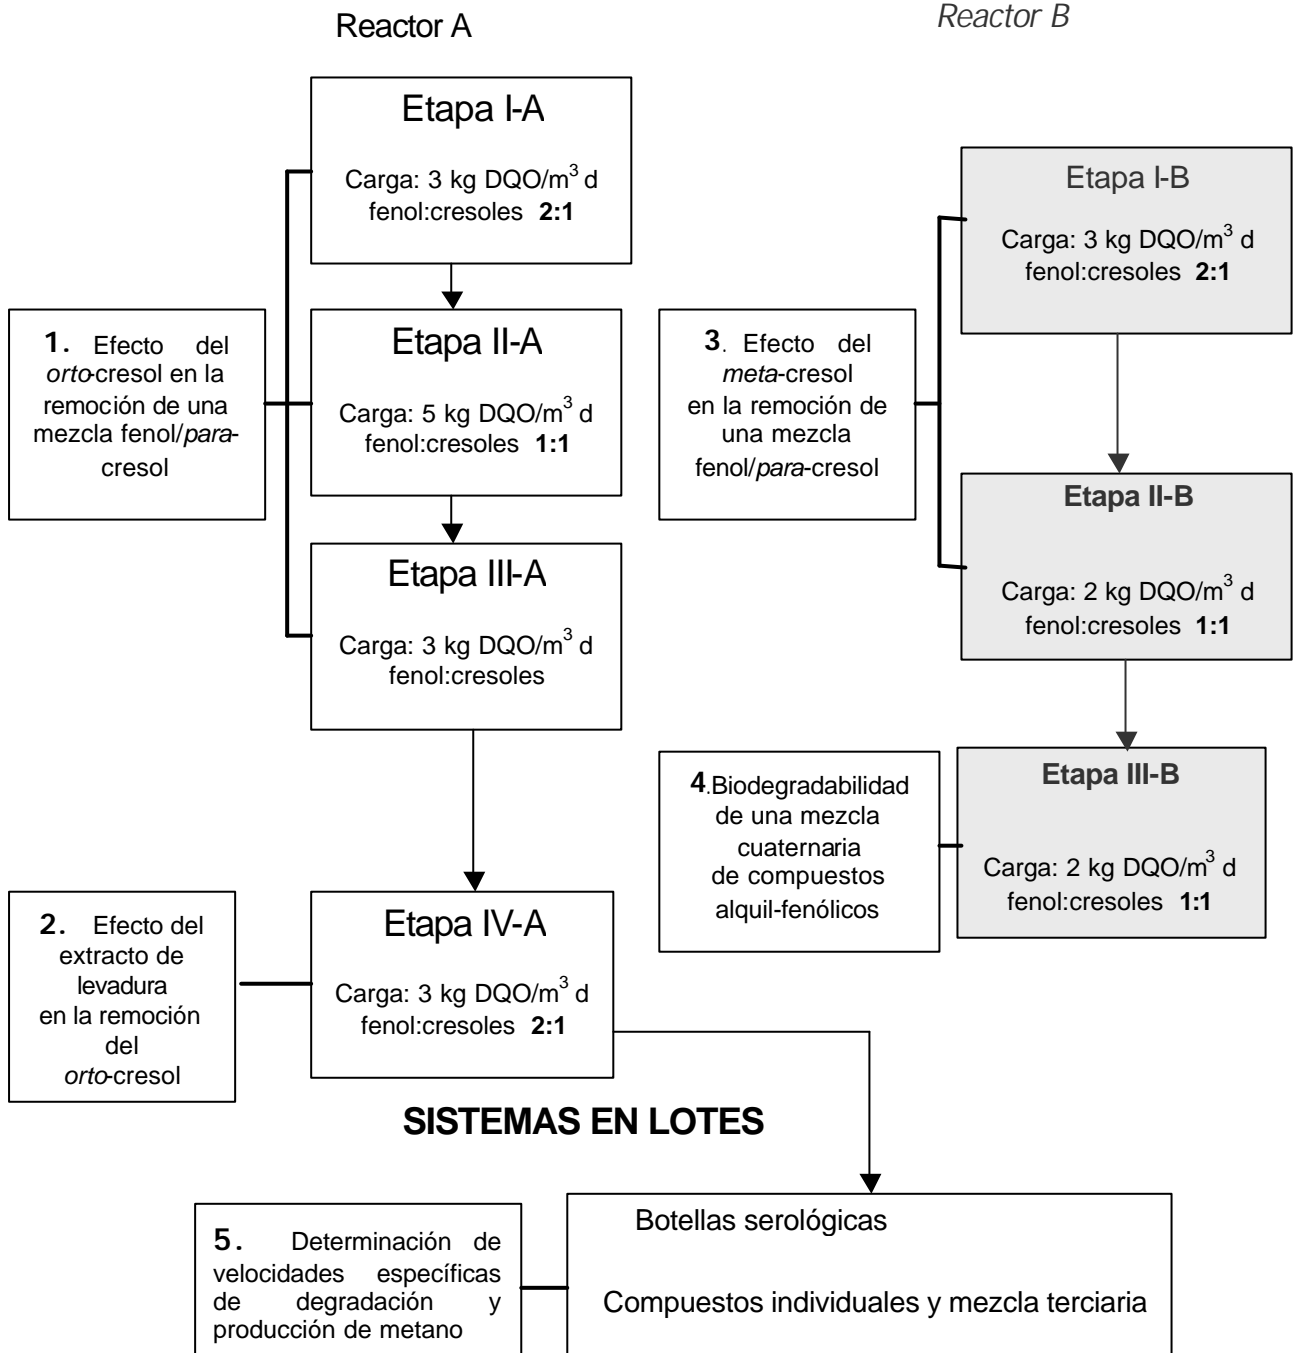 Reactor A
Reactor B
Etapa I-A
Carga: 3 kg DQO/m³ d
fenol:cresoles 2:1
Etapa I-B
Carga: 3 kg DQO/m³ d
fenol:cresoles 2:1
1. Efecto del
orto-cresol en la
remoción de una
mezcla fenol/para-
cresol
Etapa II-A
Carga: 5 kg DQO/m³ d
fenol:cresoles 1:1
3. Efecto del
meta-cresol
en la remoción de
una mezcla
fenol/para-cresol
Etapa II-B
Carga: 2 kg DQO/m³ d
fenol:cresoles 1:1
Etapa III-A
Carga: 3 kg DQO/m³ d
fenol:cresoles
4.Biodegradabilidad
de una mezcla
cuaternaria
de compuestos
alquil-fenólicos
Etapa III-B
Carga: 2 kg DQO/m³ d
fenol:cresoles 1:1
2. Efecto del
extracto de
levadura
en la remoción
del
orto-cresol
Etapa IV-A
Carga: 3 kg DQO/m³ d
fenol:cresoles 2:1
SISTEMAS EN LOTES
5. Determinación de
velocidades específicas
de degradación y
producción de metano
Botellas serológicas
Compuestos individuales y mezcla terciaria